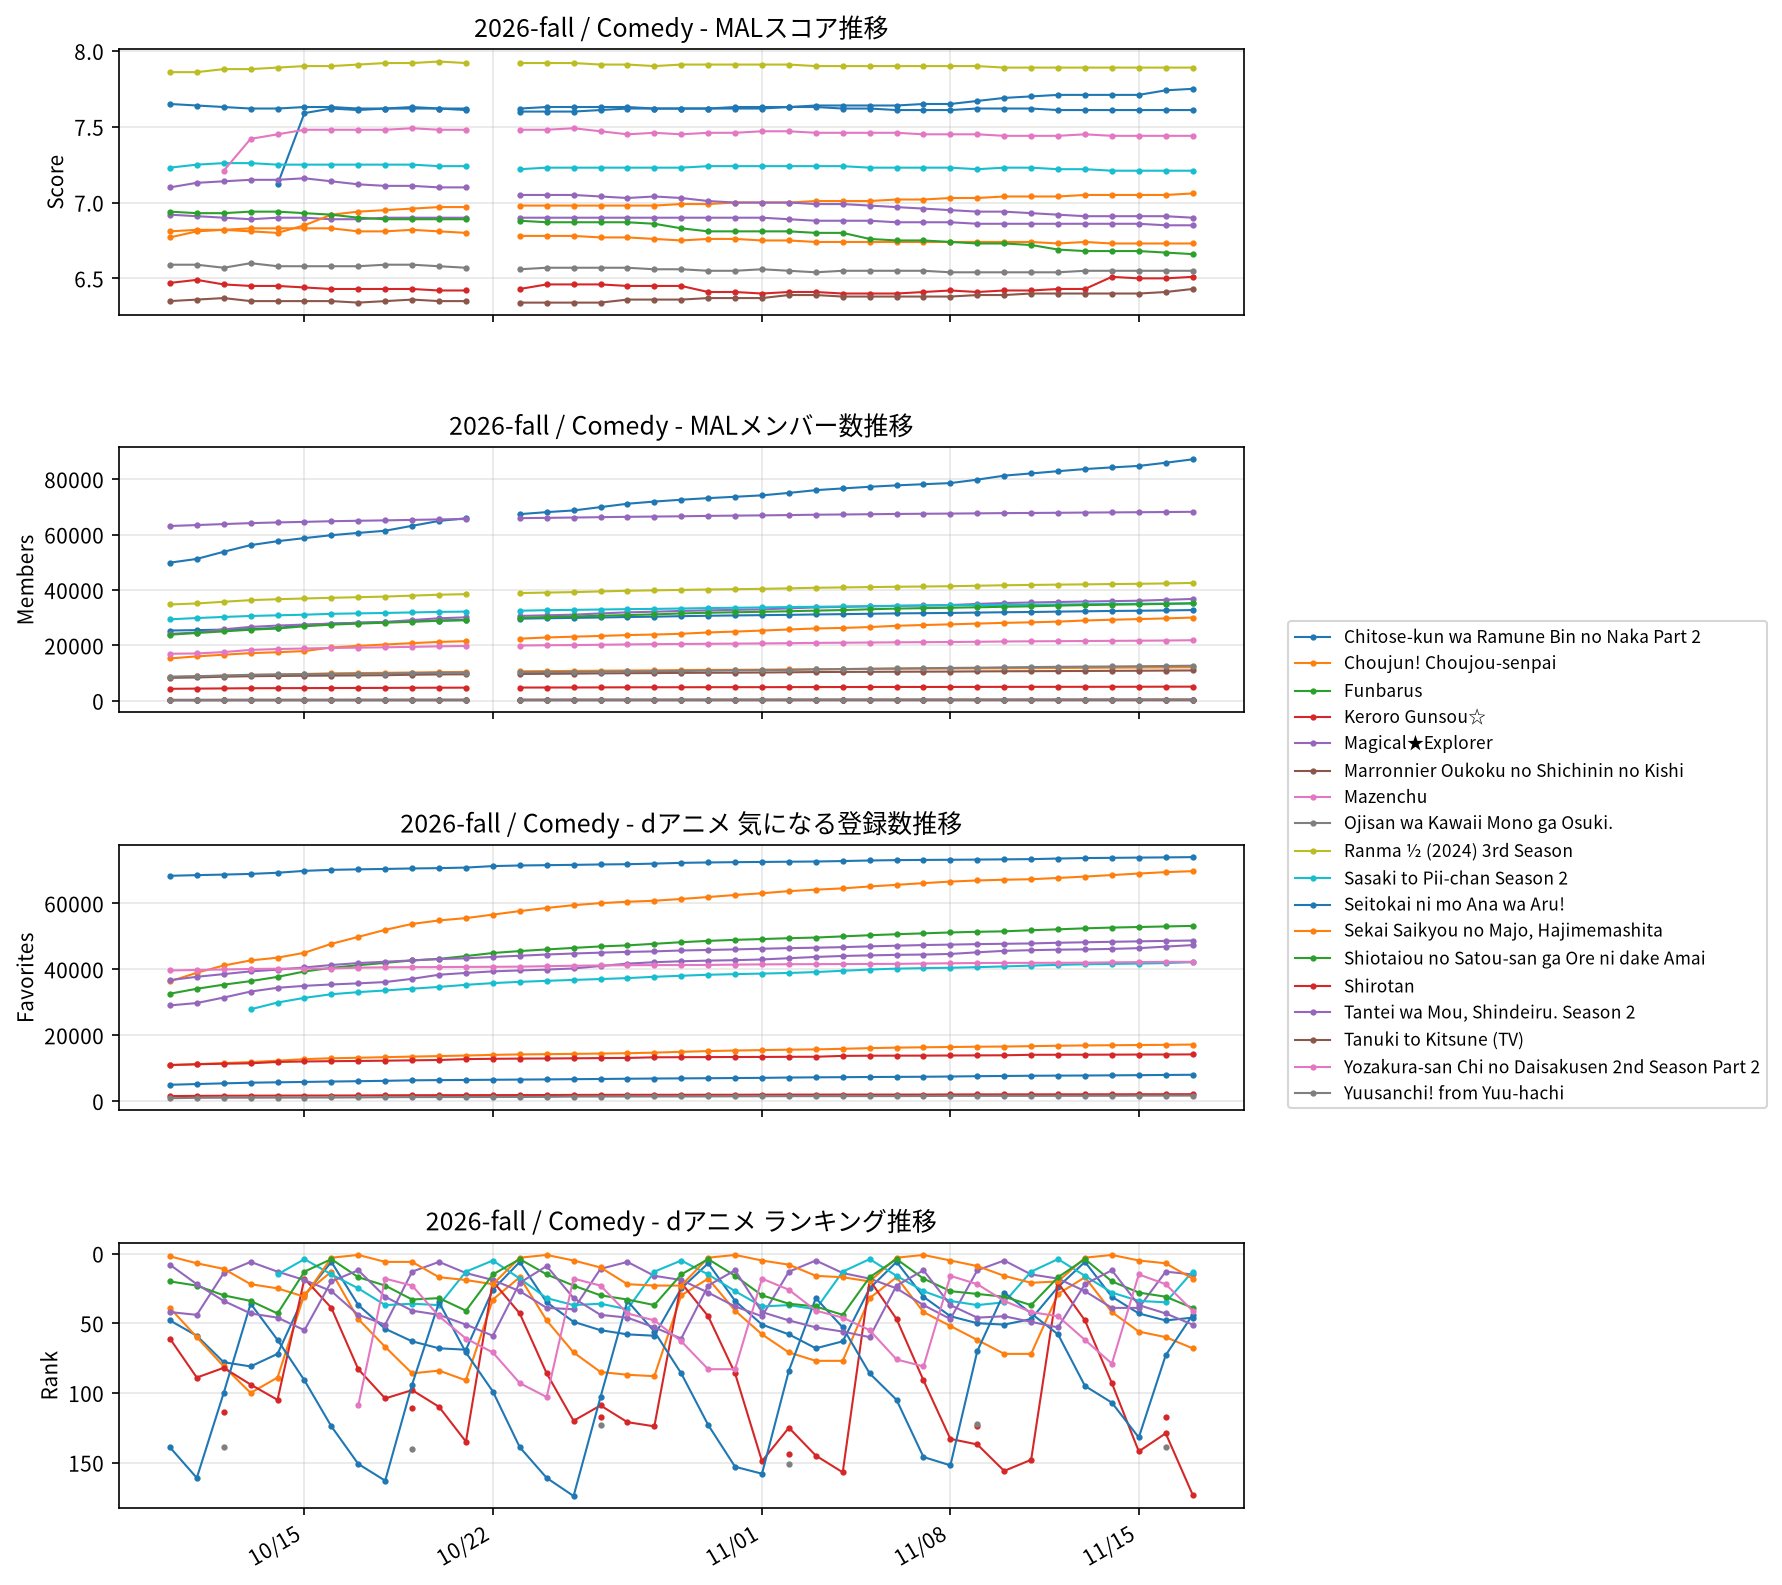 2026-fall / Comedy - MALスコア推移
8.0
7.5
7.0
6.5
Score
2026-fall / Comedy - MALメンバー数推移
80000
60000
40000
20000
0
Members
2026-fall / Comedy - dアニメ 気になる登録数推移
60000
40000
20000
0
Favorites
2026-fall / Comedy - dアニメ ランキング推移
0
50
100
150
Rank
10/15
10/22
11/01
11/08
11/15
Chitose-kun wa Ramune Bin no Naka Part 2
Choujun! Choujou-senpai
Funbarus
Keroro Gunsou☆
Magical★Explorer
Marronnier Oukoku no Shichinin no Kishi
Mazenchu
Ojisan wa Kawaii Mono ga Osuki.
Ranma ½ (2024) 3rd Season
Sasaki to Pii-chan Season 2
Seitokai ni mo Ana wa Aru!
Sekai Saikyou no Majo, Hajimemashita
Shiotaiou no Satou-san ga Ore ni dake Amai
Shirotan
Tantei wa Mou, Shindeiru. Season 2
Tanuki to Kitsune (TV)
Yozakura-san Chi no Daisakusen 2nd Season Part 2
Yuusanchi! from Yuu-hachi